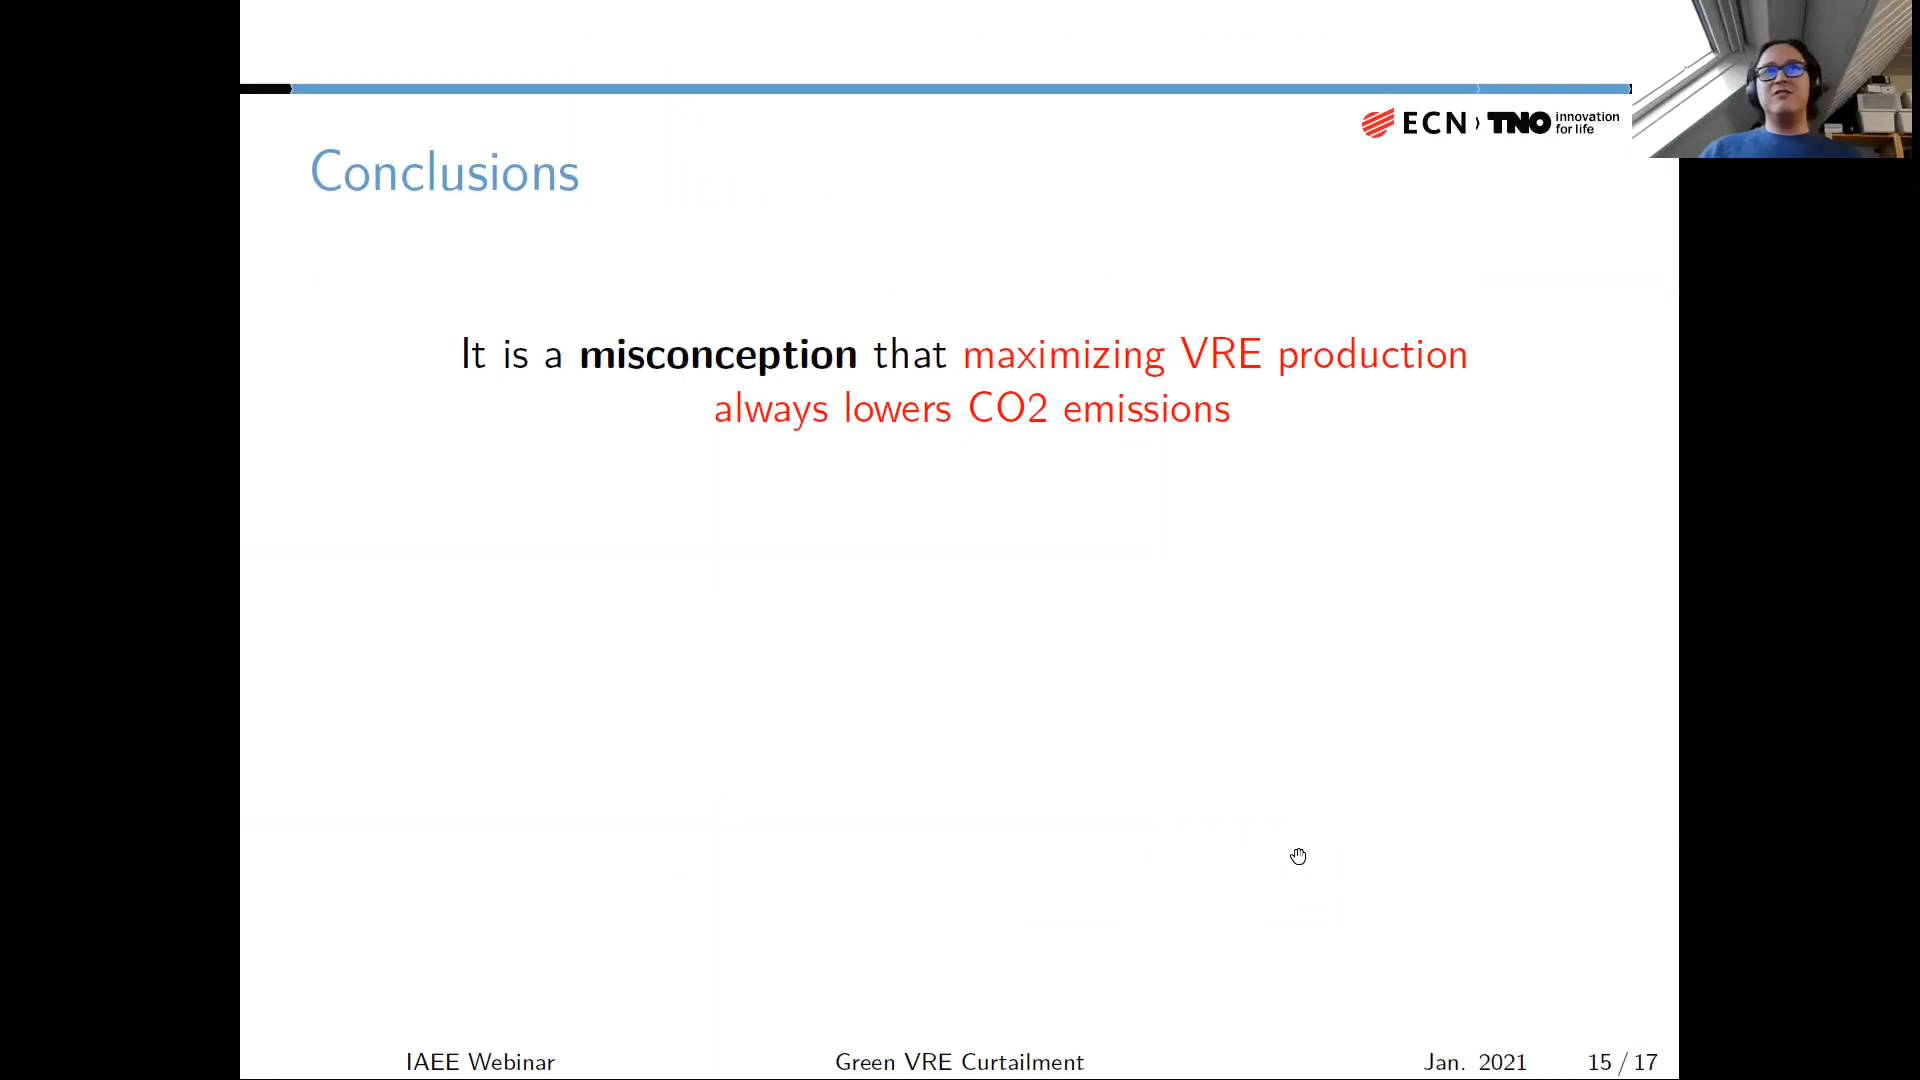 ECN › TNO innovation
for life
Conclusions
It is a misconception that maximizing VRE production
always lowers CO2 emissions
IAEE Webinar Green VRE Curtailment Jan. 2021 15 / 17